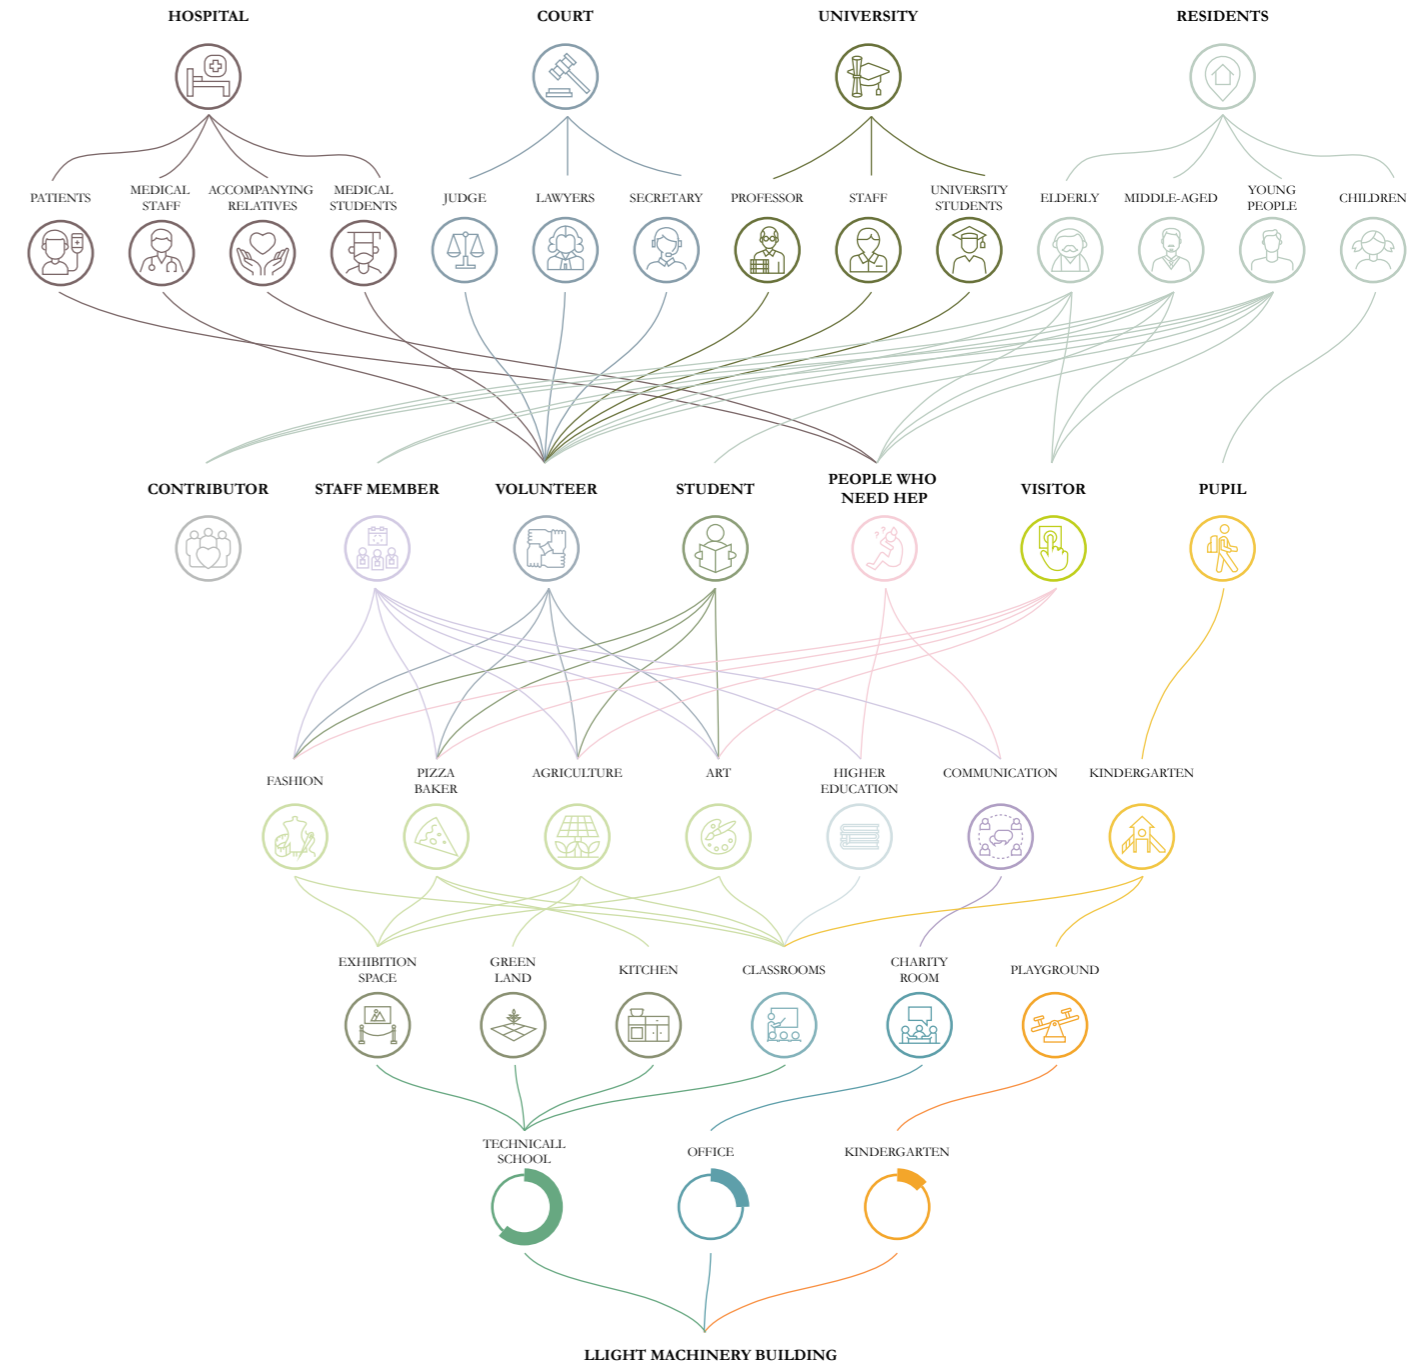 HOSPITAL
COURT
UNIVERSITY
RESIDENTS
PATIENTS
MEDICAL
STAFF
ACCOMPANYING
RELATIVES
MEDICAL
STUDENTS
JUDGE
LAWYERS
SECRETARY
PROFESSOR
STAFF
UNIVERSITY
STUDENTS
ELDERLY
MIDDLE-AGED
YOUNG
PEOPLE
CHILDREN
CONTRIBUTOR
STAFF MEMBER
VOLUNTEER
STUDENT
PEOPLE WHO
NEED HEP
VISITOR
PUPIL
FASHION
PIZZA
BAKER
AGRICULTURE
ART
HIGHER
EDUCATION
COMMUNICATION
KINDERGARTEN
EXHIBITION
SPACE
GREEN
LAND
KITCHEN
CLASSROOMS
CHARITY
ROOM
PLAYGROUND
TECHNICALL
SCHOOL
OFFICE
KINDERGARTEN
LLIGHT MACHINERY BUILDING